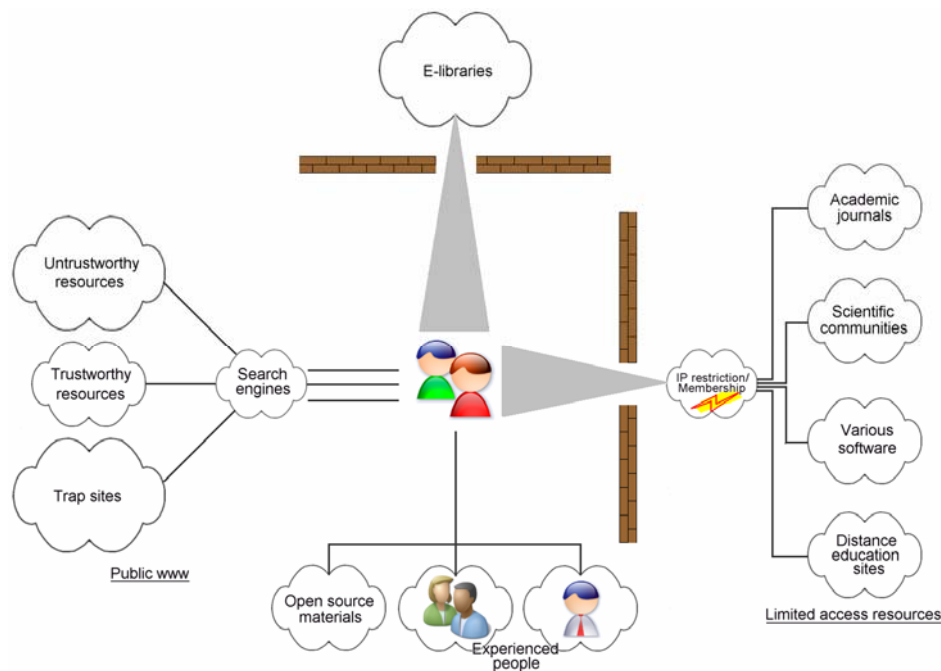 E-libraries
Untrustworthy
resources
Trustworthy
resources
Trap sites
Public www
Search
engines
IP restriction/
Membership
Academic
journals
Scientific
communities
Various
software
Distance
education
sites
Limited access resources
Open source
materials
Experienced
people